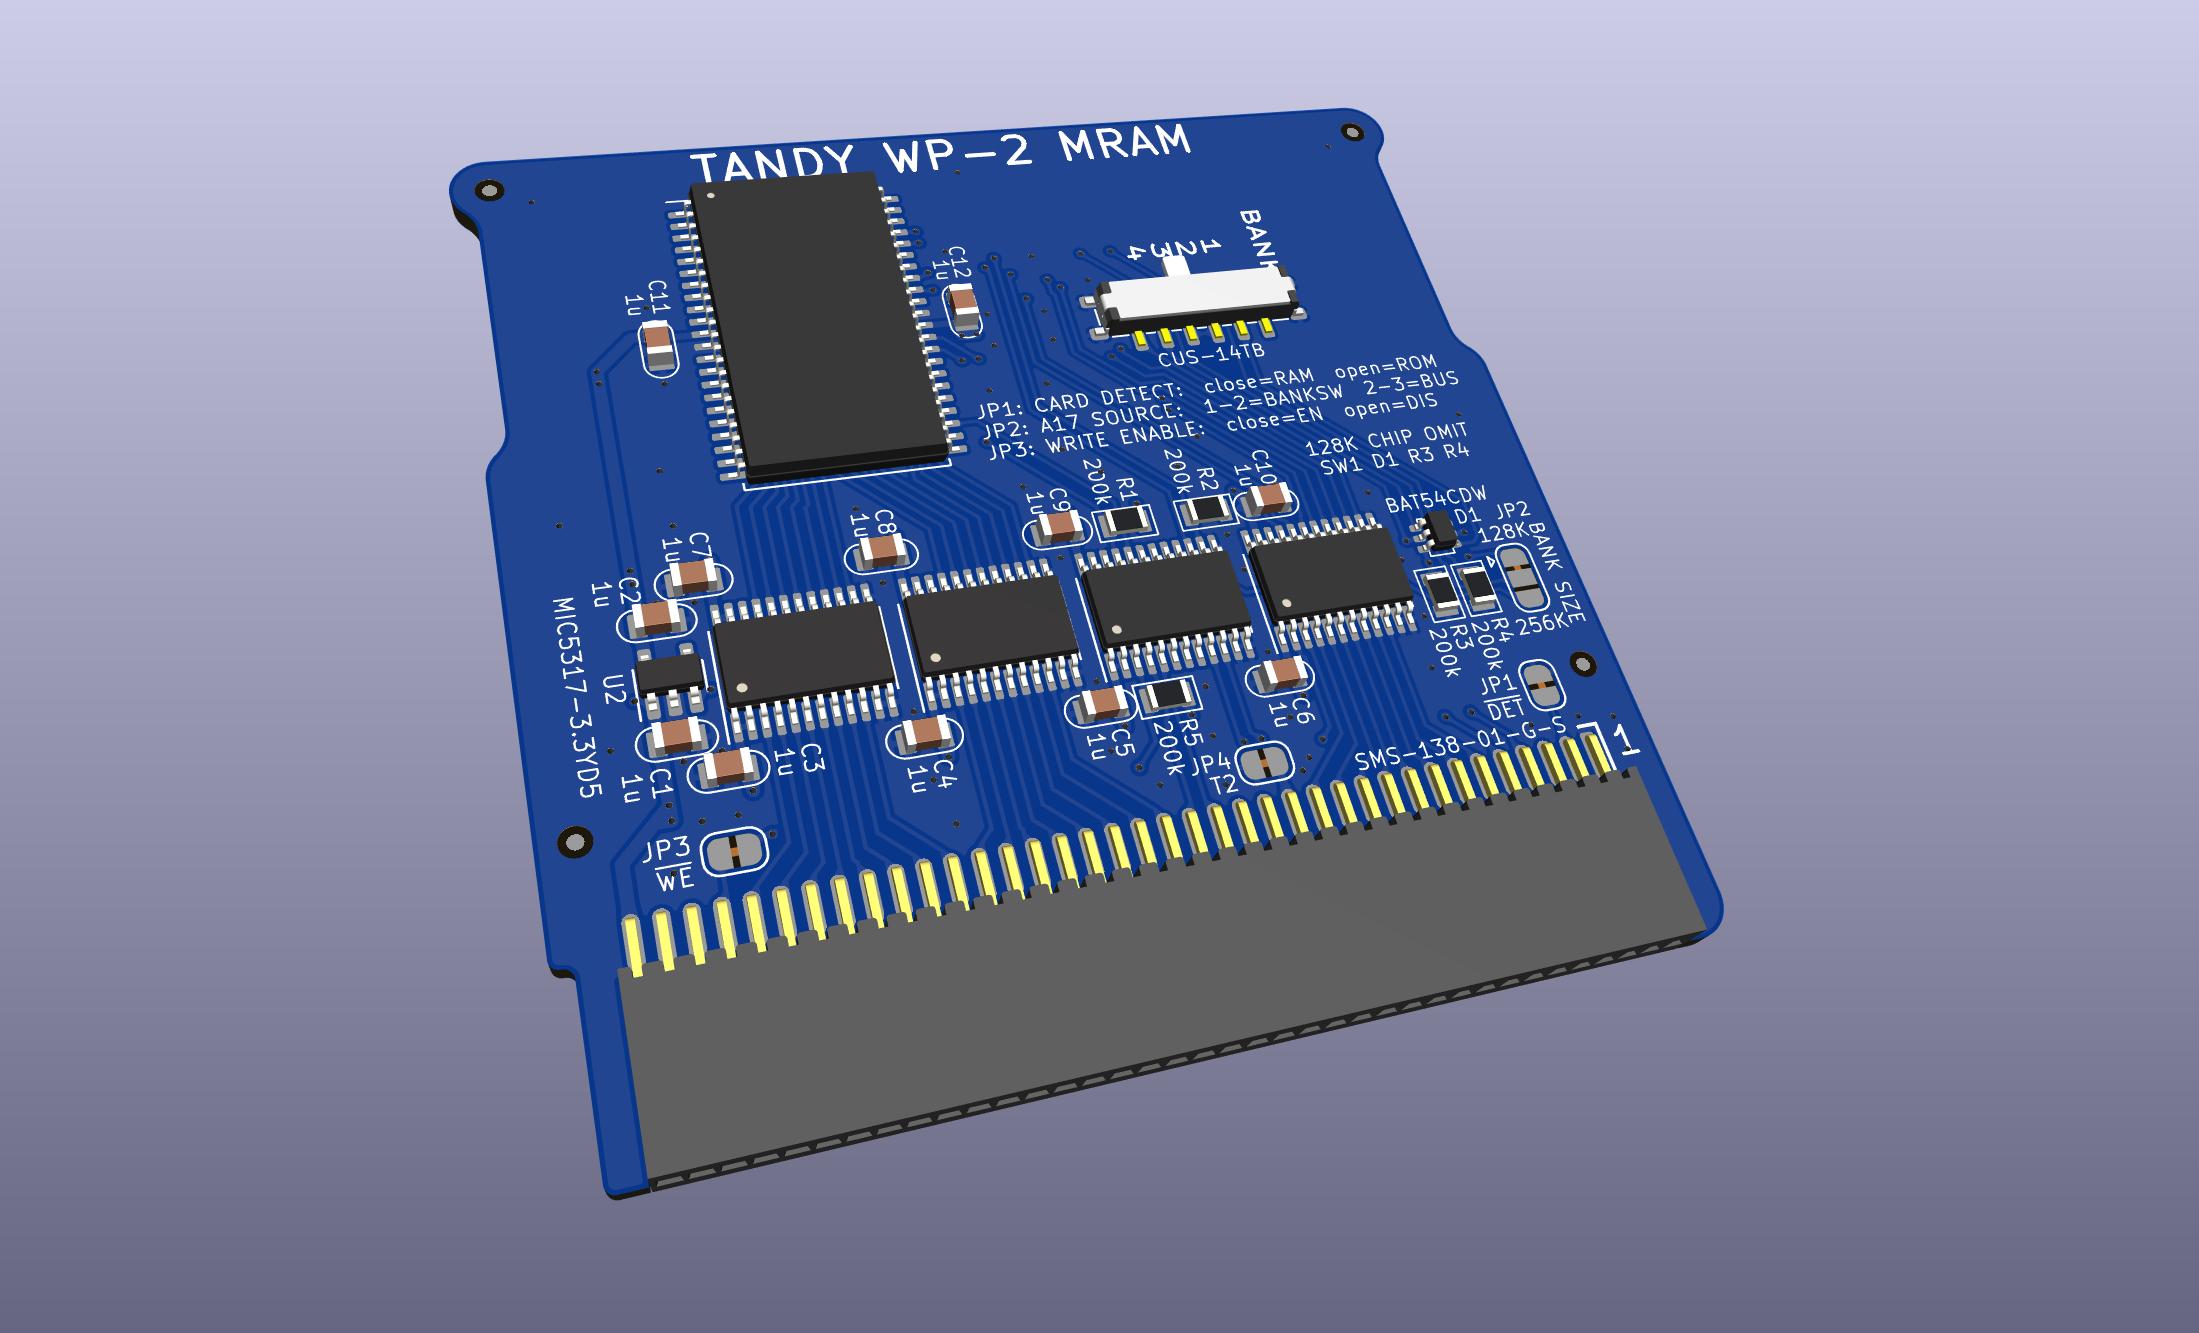 TANDY WP-2 MRAM
BANK
1
2
3
4
C12
1u
C11
1u
CUS-14TB
JP1: CARD DETECT: close=RAM open=ROM
JP2: A17 SOURCE: 1-2=BANKSW 2-3=BUS
JP3: WRITE ENABLE: close=EN open=DIS
128K CHIP OMIT
SW1 D1 R3 R4
C10
1u
R2
200k
R1
200k
C9
1u
C8
1u
C7
1u
C2
1u
BAT54CDW
D1
JP2
128K
BANK SIZE
256K
R4
200k
R3
200k
MIC5317-3.3YD5
U2
JP1
DET
C6
1u
R5
200k
C5
1u
C4
1u
C3
1u
C1
1u
JP4
T2
SMS-138-01-G-S
1
JP3
WE